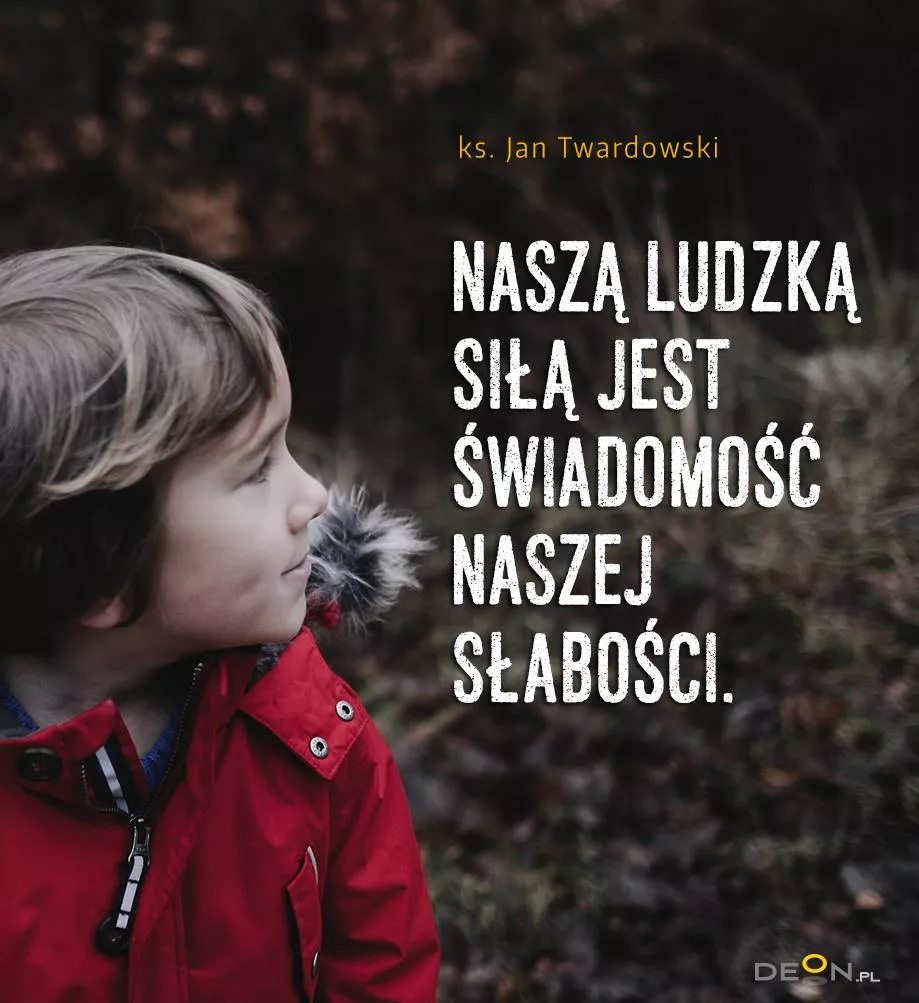 ks. Jan Twardowski
NASZĄ LUDZKĄ
SIŁĄ JEST
ŚWIADOMOŚĆ
NASZEJ
SŁABOŚCI.
DEON.PL